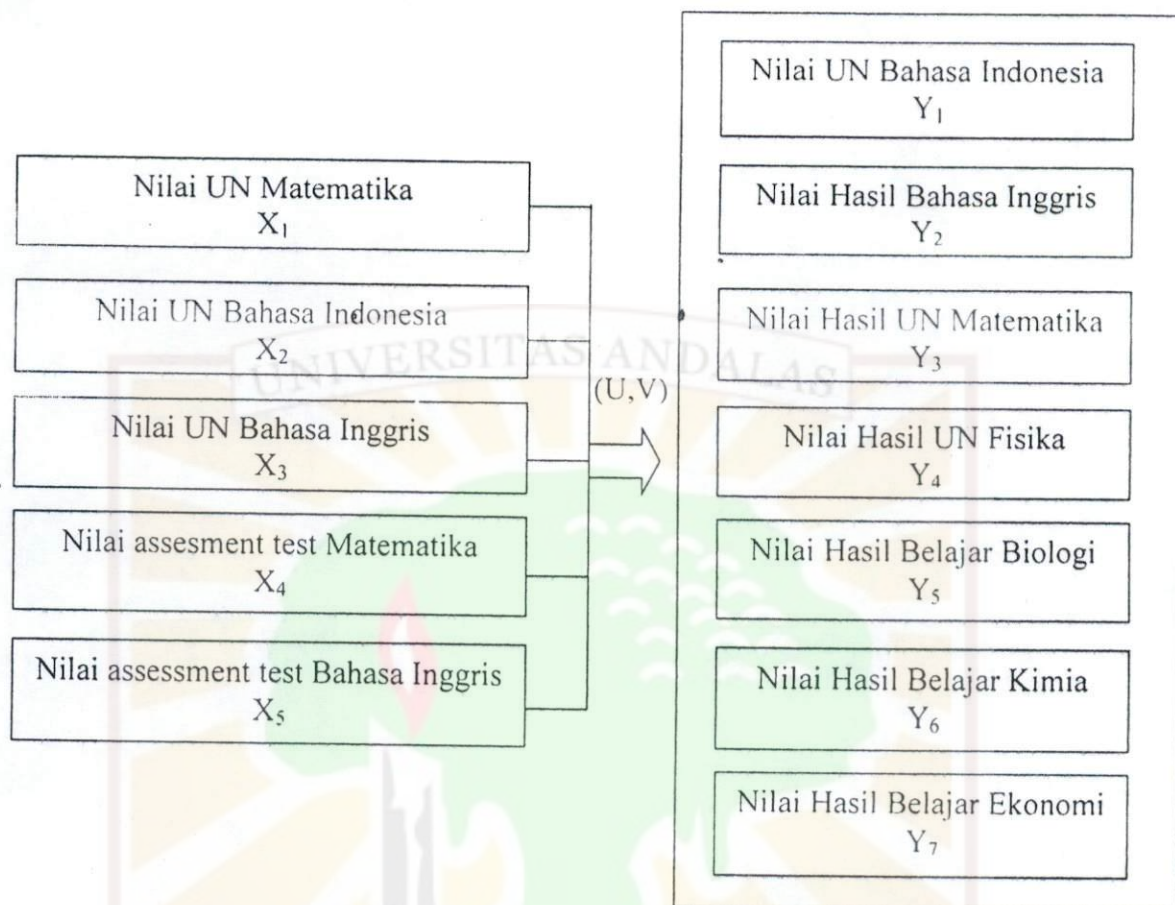 Nilai UN Matematika
X₁
Nilai UN Bahasa Indonesia
X₂
Nilai UN Bahasa Inggris
X₃
Nilai assesment test Matematika
X₄
Nilai assessment test Bahasa Inggris
X₅
UNIVERSITAS ANDALAS
(U,V)
Nilai UN Bahasa Indonesia
Y₁
Nilai Hasil Bahasa Inggris
Y₂
Nilai Hasil UN Matematika
Y₃
Nilai Hasil UN Fisika
Y₄
Nilai Hasil Belajar Biologi
Y₅
Nilai Hasil Belajar Kimia
Y₆
Nilai Hasil Belajar Ekonomi
Y₇